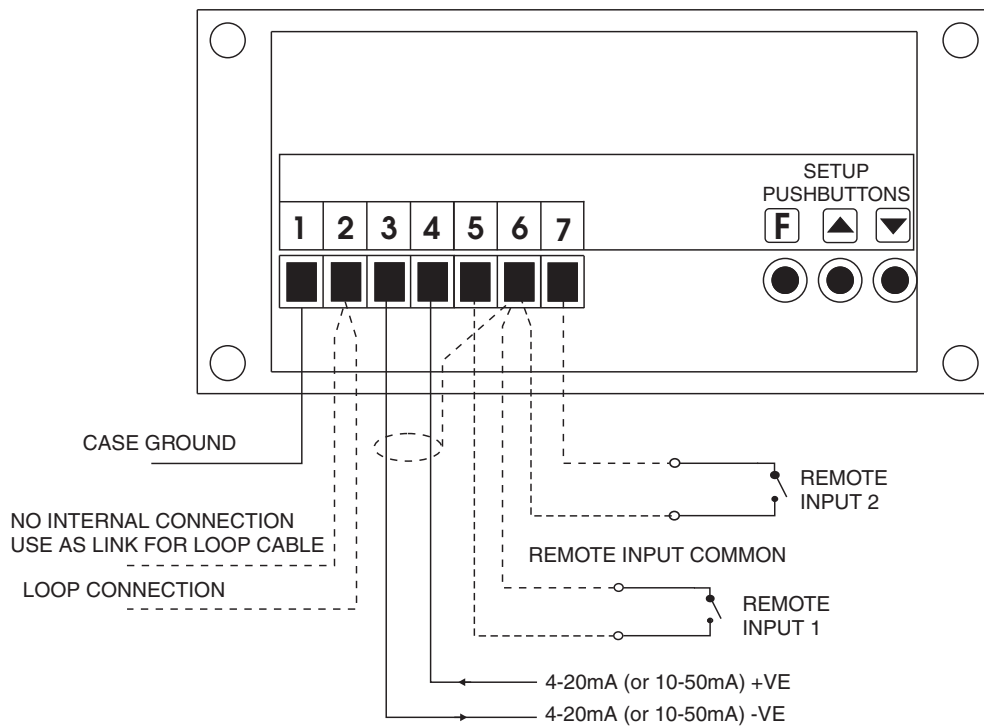 SETUP
PUSHBUTTONS
1 2 3 4 5 6 7
F
CASE GROUND
REMOTE
INPUT 2
NO INTERNAL CONNECTION
USE AS LINK FOR LOOP CABLE
REMOTE INPUT COMMON
LOOP CONNECTION
REMOTE
INPUT 1
4-20mA (or 10-50mA) +VE
4-20mA (or 10-50mA) -VE